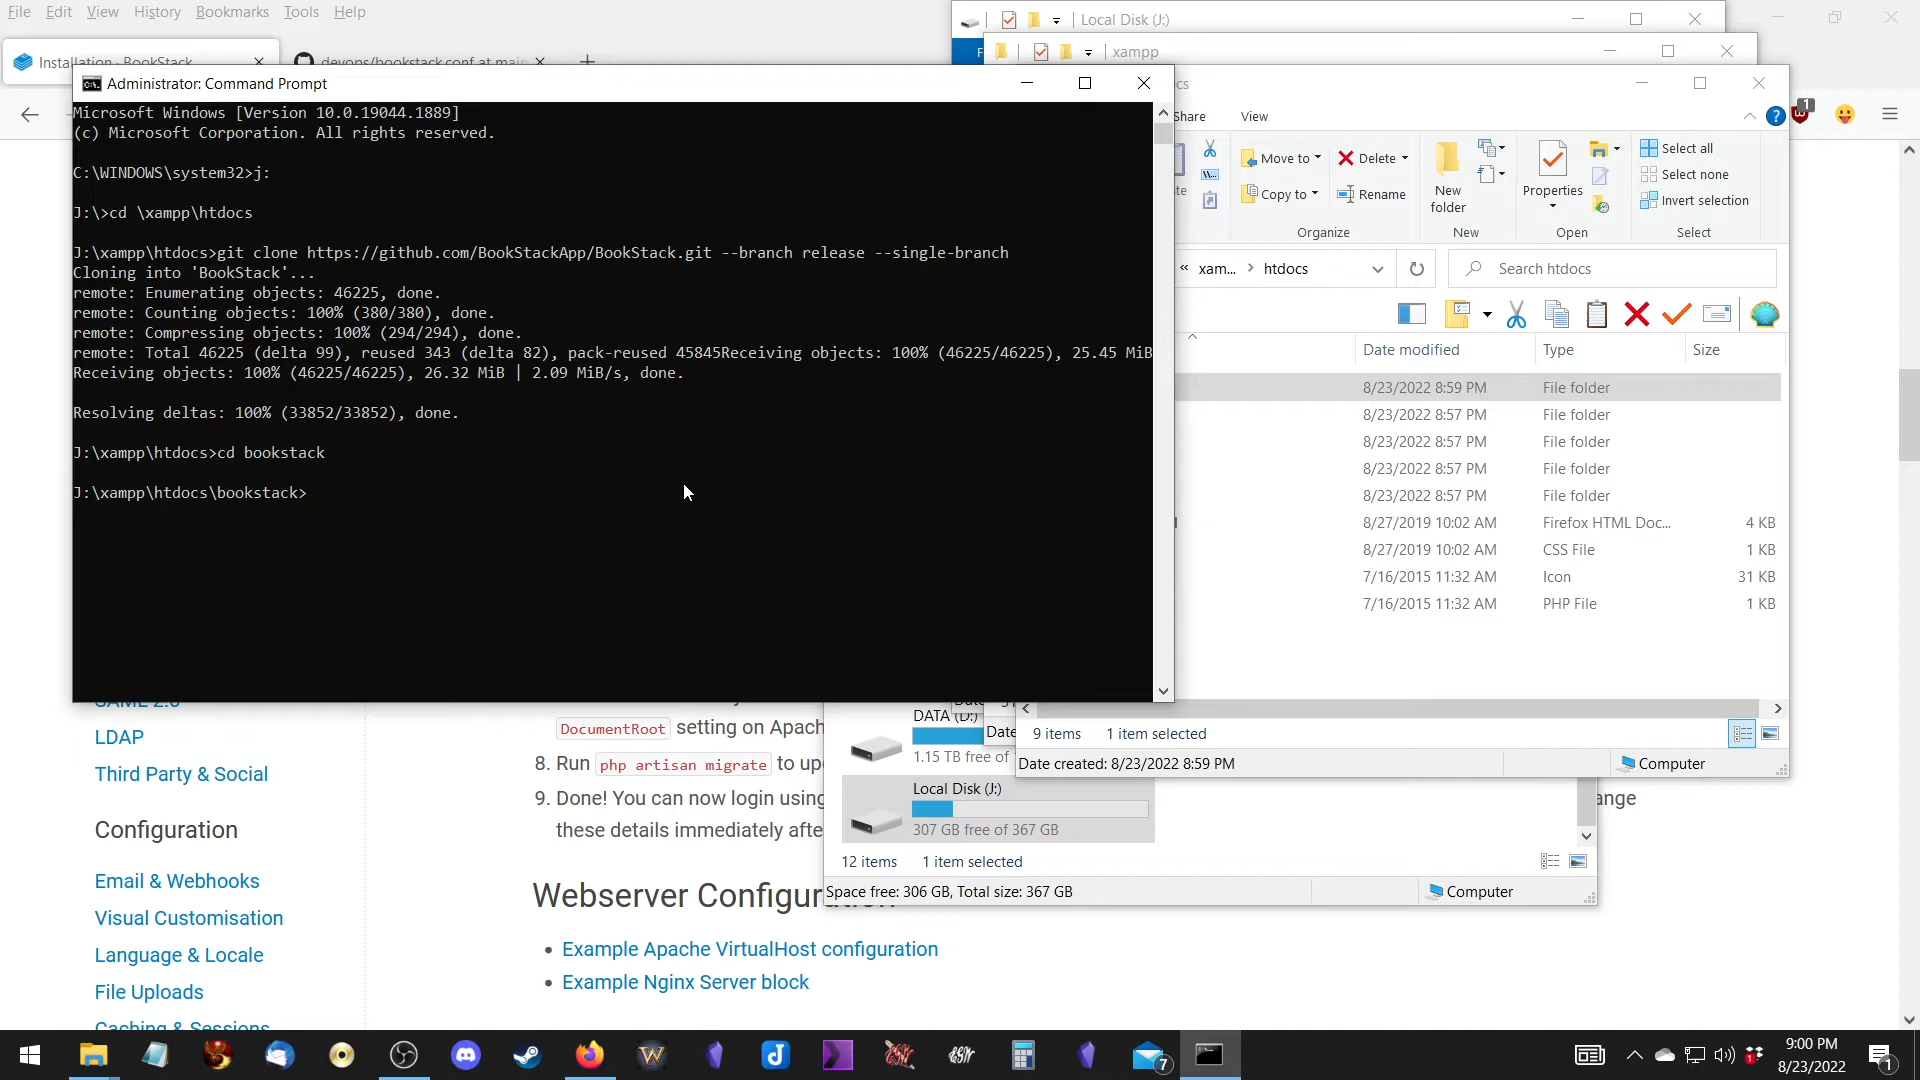 File Edit View History Bookmarks Tools Help
Local Disk (J:)
xampp
Installation · BookStack
devops/bookstack.conf at main
Administrator: Command Prompt
Microsoft Windows [Version 10.0.19044.1889]
(c) Microsoft Corporation. All rights reserved.
C:\WINDOWS\system32>j:
J:\>cd \xampp\htdocs
J:\xampp\htdocs>git clone https://github.com/BookStackApp/BookStack.git --branch release --single-branch
Cloning into 'BookStack'...
remote: Enumerating objects: 46225, done.
remote: Counting objects: 100% (380/380), done.
remote: Compressing objects: 100% (294/294), done.
remote: Total 46225 (delta 99), reused 343 (delta 82), pack-reused 45845Receiving objects: 100% (46225/46225), 25.45 MiB
Receiving objects: 100% (46225/46225), 26.32 MiB | 2.09 MiB/s, done.
Resolving deltas: 100% (33852/33852), done.
J:\xampp\htdocs>cd bookstack
J:\xampp\htdocs\bookstack>
Share View
1
Move to
Copy to
Delete
Rename
Organize
New
folder
New
Properties
Open
Select all
Select none
Invert selection
Select
« xam... > htdocs
Search htdocs
Date modified Type Size
8/23/2022 8:59 PM File folder
8/23/2022 8:57 PM File folder
8/23/2022 8:57 PM File folder
8/23/2022 8:57 PM File folder
8/23/2022 8:57 PM File folder
8/27/2019 10:02 AM Firefox HTML Doc... 4 KB
8/27/2019 10:02 AM CSS File 1 KB
7/16/2015 11:32 AM Icon 31 KB
7/16/2015 11:32 AM PHP File 1 KB
9 items 1 item selected
Date created: 8/23/2022 8:59 PM
Computer
DATA (D:)
1.15 TB free of
Local Disk (J:)
307 GB free of 367 GB
12 items 1 item selected
Space free: 306 GB, Total size: 367 GB
Computer
SAML 2.0
LDAP
Third Party & Social
Configuration
Email & Webhooks
Visual Customisation
Language & Locale
File Uploads
Caching & Sessions
DocumentRoot setting on Apach
8. Run php artisan migrate to up
9. Done! You can now login using
these details immediately afte
Webserver Configur
Example Apache VirtualHost configuration
Example Nginx Server block
7
9:00 PM
8/23/2022
1